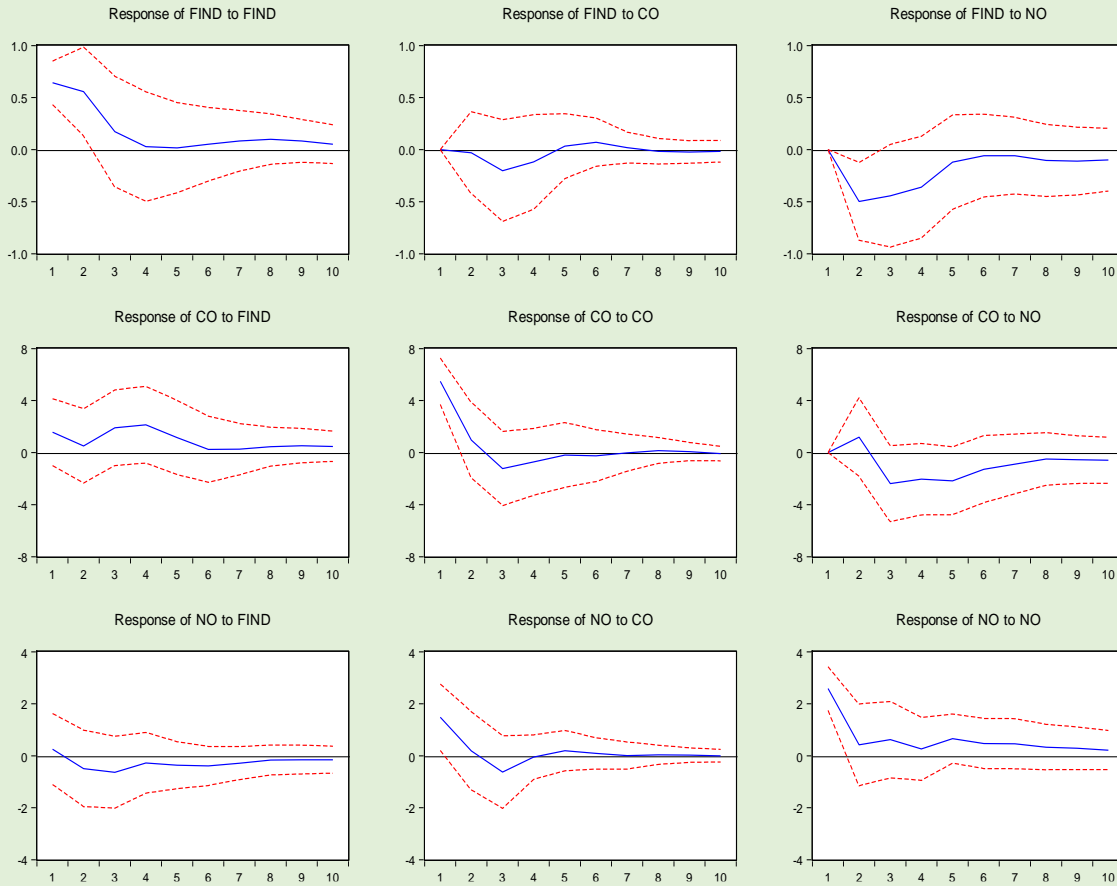 Response of FIND to FIND
1.0
0.5
0.0
-0.5
-1.0
1 2 3 4 5 6 7 8 9 10
Response of FIND to CO
1.0
0.5
0.0
-0.5
-1.0
1 2 3 4 5 6 7 8 9 10
Response of FIND to NO
1.0
0.5
0.0
-0.5
-1.0
1 2 3 4 5 6 7 8 9 10
Response of CO to FIND
8
4
0
-4
-8
1 2 3 4 5 6 7 8 9 10
Response of CO to CO
8
4
0
-4
-8
1 2 3 4 5 6 7 8 9 10
Response of CO to NO
8
4
0
-4
-8
1 2 3 4 5 6 7 8 9 10
Response of NO to FIND
4
2
0
-2
-4
1 2 3 4 5 6 7 8 9 10
Response of NO to CO
4
2
0
-2
-4
1 2 3 4 5 6 7 8 9 10
Response of NO to NO
4
2
0
-2
-4
1 2 3 4 5 6 7 8 9 10